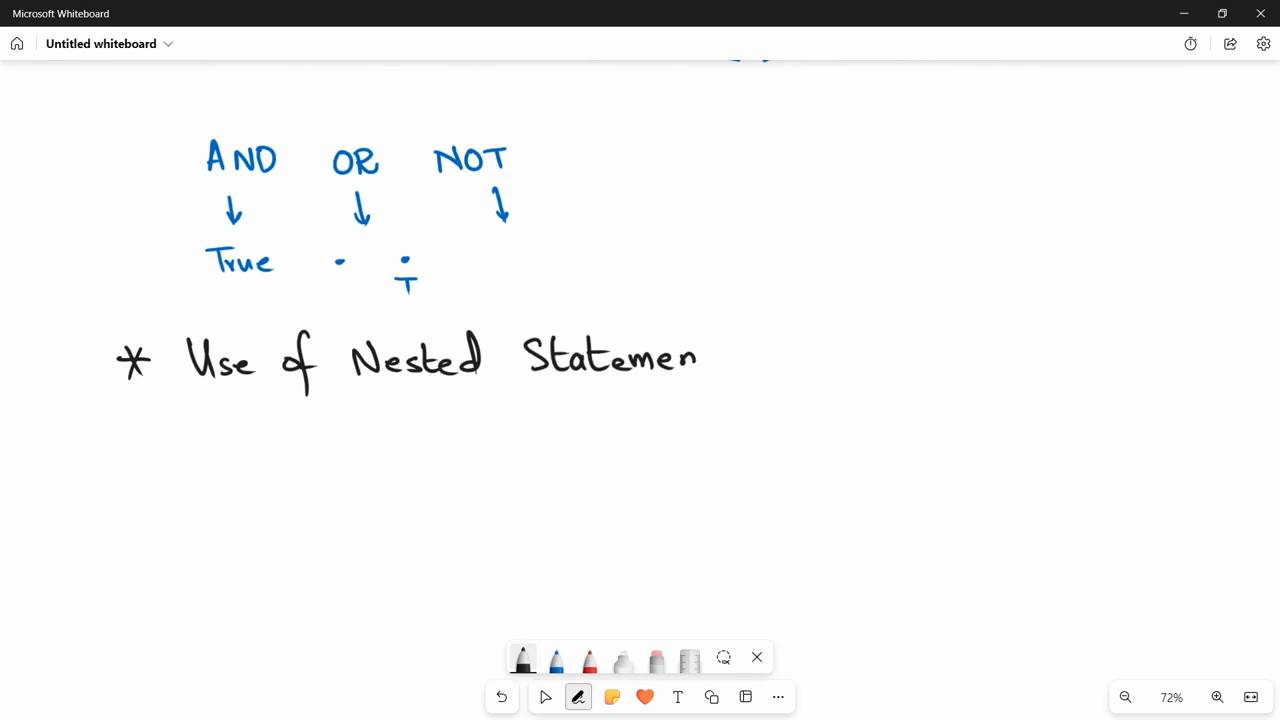 Microsoft Whiteboard
Untitled whiteboard
AND OR NOT
True . .
T
* Use of Nested Statemen
T
72%